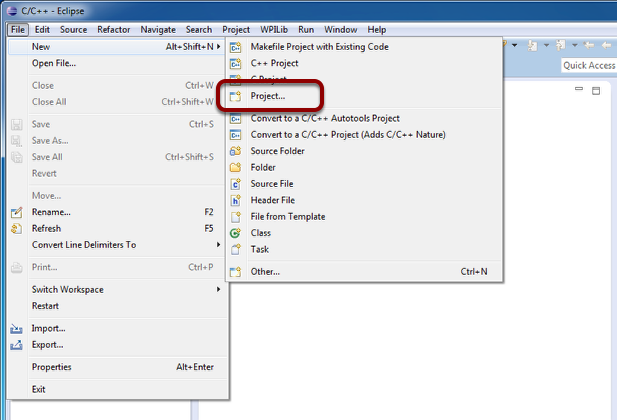 C/C++ - Eclipse
File Edit Source Refactor Navigate Search Project WPILib Run Window Help
Quick Access
New Alt+Shift+N
Open File...
Close Ctrl+W
Close All Ctrl+Shift+W
Save Ctrl+S
Save As...
Save All Ctrl+Shift+S
Revert
Move...
Rename... F2
Refresh F5
Convert Line Delimiters To
Print... Ctrl+P
Switch Workspace
Restart
Import...
Export...
Properties Alt+Enter
Exit
Makefile Project with Existing Code
C++ Project
C Project
Project...
Convert to a C/C++ Autotools Project
Convert to a C/C++ Project (Adds C/C++ Nature)
Source Folder
Folder
Source File
Header File
File from Template
Class
Task
Other... Ctrl+N